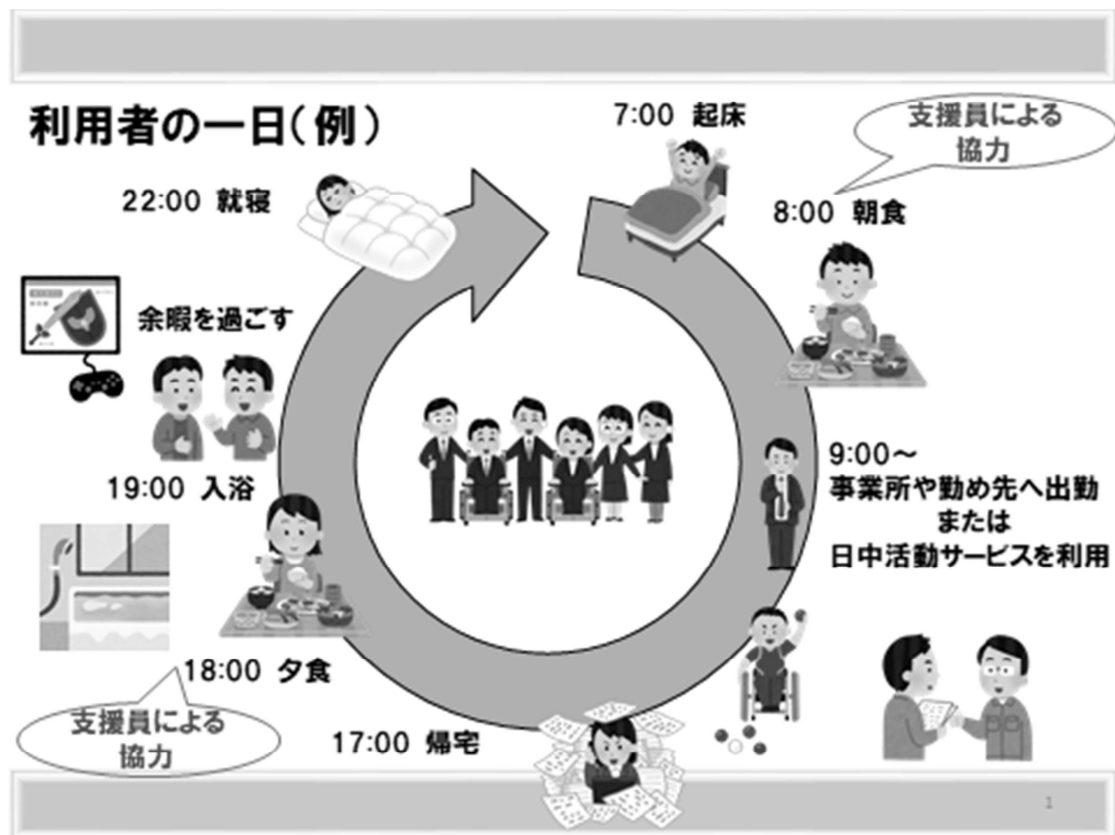 利用者の一日(例)
7:00 起床
支援員による
協力
8:00 朝食
9:00~
事業所や勤め先へ出勤
または
日中活動サービスを利用
17:00 帰宅
18:00 夕食
支援員による
協力
19:00 入浴
余暇を過ごす
22:00 就寝
1